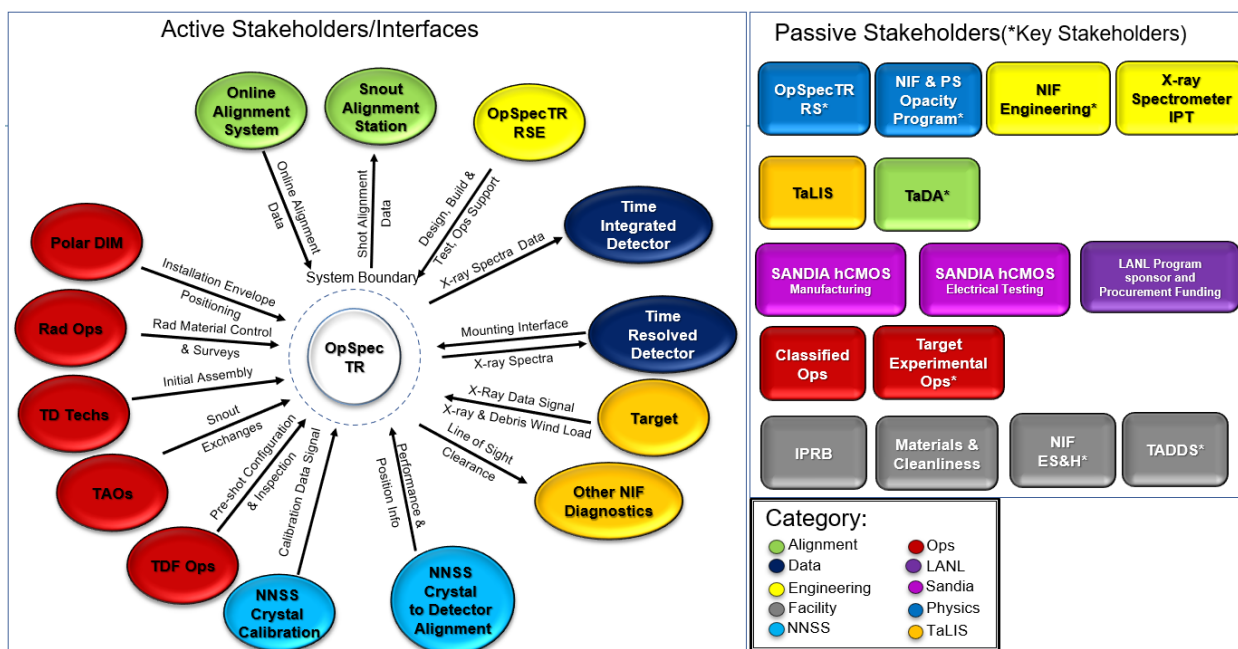 Active Stakeholders/Interfaces
Online
Alignment
System
Snout
Alignment
Station
OpSpecTR
RSE
Online Alignment
Data
Shot Alignment
Data
Design, Build &
Test, Ops Support
Time
Integrated
Detector
X-ray Spectra Data
Polar DIM
Installation Envelope
Positioning
System Boundary
Rad Ops
Rad Material Control
& Surveys
OpSpec
TR
Mounting Interface
X-ray Spectra
Time
Resolved
Detector
TD Techs
Initial Assembly
X-Ray Data Signal
X-ray & Debris Wind Load
Target
TAOs
Snout
Exchanges
Line of Sight
Clearance
Other NIF
Diagnostics
TDF Ops
Pre-shot Configuration
& Inspection
Calibration Data Signal
Performance &
Position Info
NNSS
Crystal
Calibration
NNSS
Crystal
to Detector
Alignment
Passive Stakeholders(*Key Stakeholders)
OpSpecTR
RS*
NIF & PS
Opacity
Program*
NIF
Engineering*
X-ray
Spectrometer
IPT
TaLIS
TaDA*
SANDIA hCMOS
Manufacturing
SANDIA hCMOS
Electrical Testing
LANL Program
sponsor and
Procurement Funding
Classified
Ops
Target
Experimental
Ops*
IPRB
Materials &
Cleanliness
NIF
ES&H*
TADDS*
Category:
Alignment
Data
Engineering
Facility
NNSS
Ops
LANL
Sandia
Physics
TaLIS